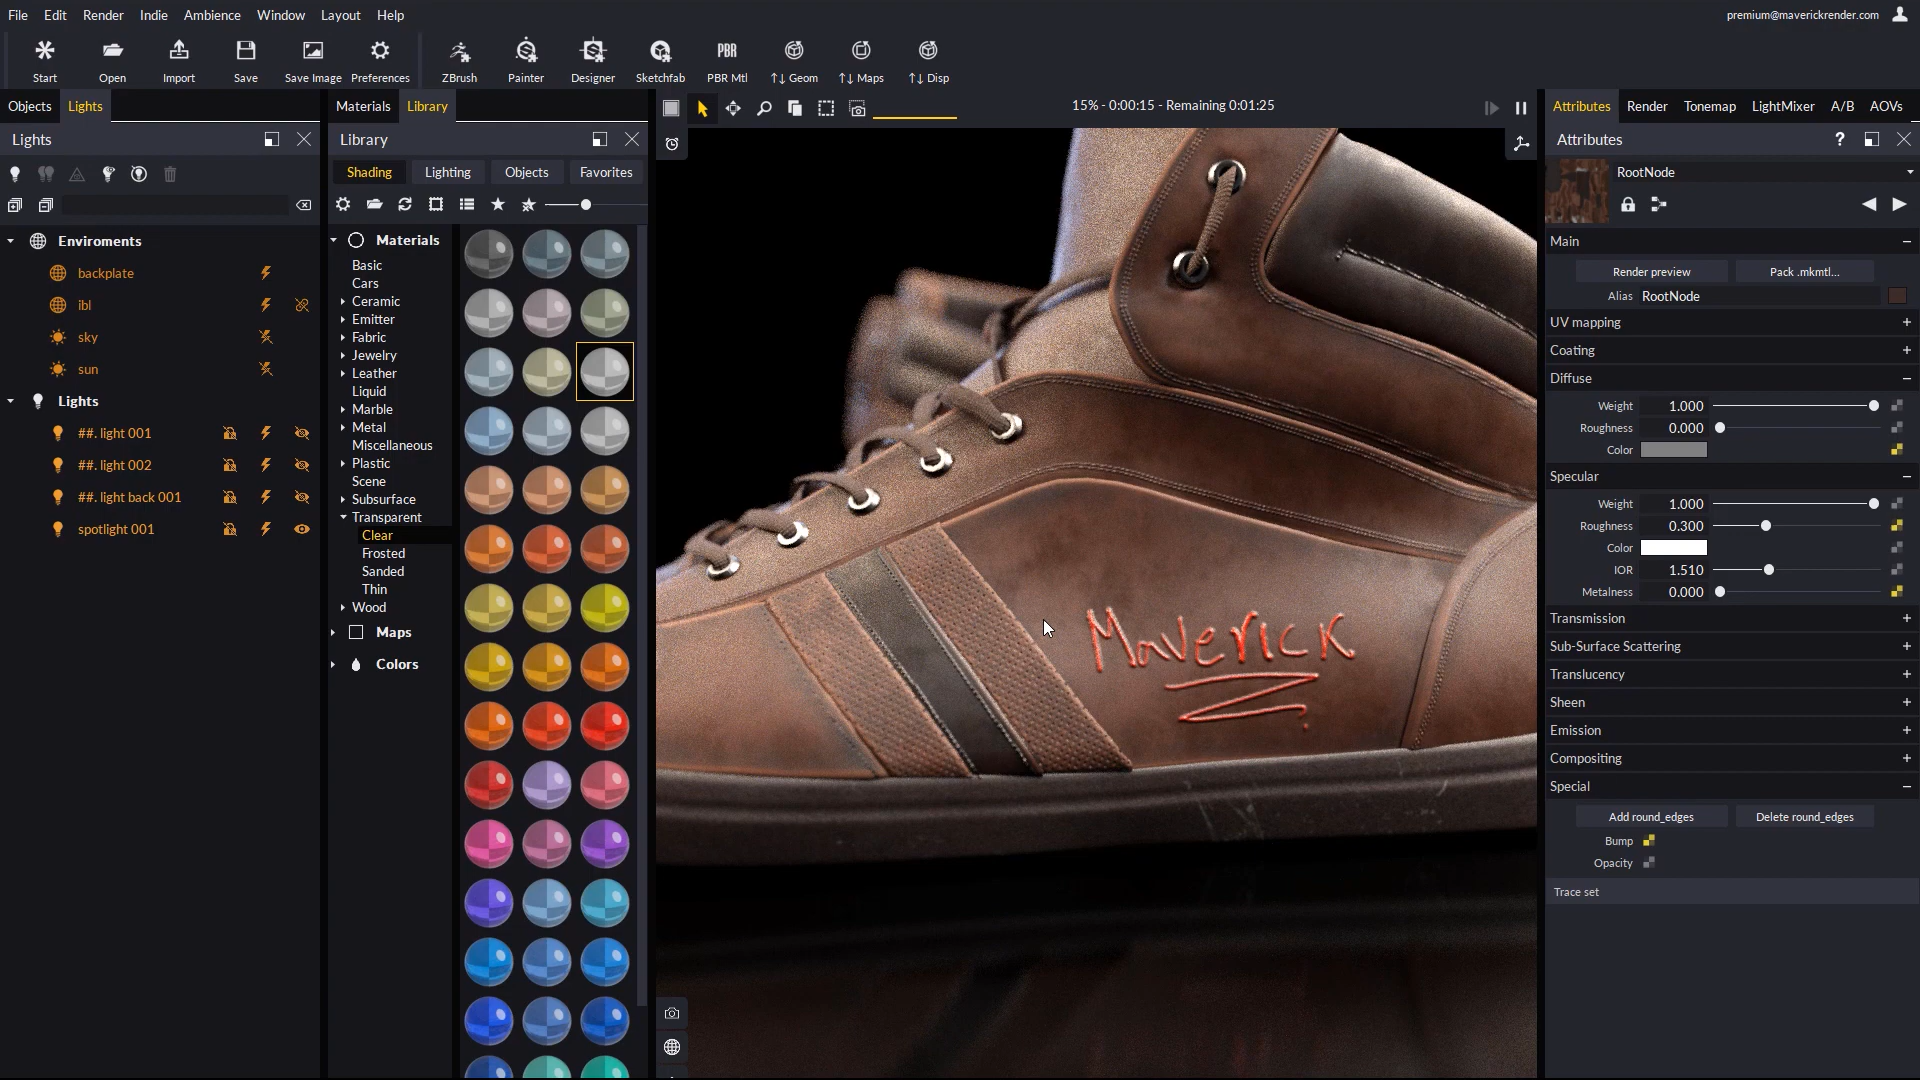 File Edit Render Indie Ambience Window Layout Help premium@maverickrender.com
Start Open Import Save Save Image Preferences ZBrush Painter Designer Sketchfab PBR Mtl ↑↓ Geom ↑↓ Maps ↑↓ Disp
PBR
Objects Lights
Lights
Enviroments
backplate
ibl
sky
sun
Lights
##. light 001
##. light 002
##. light back 001
spotlight 001
Materials Library
Library
Shading Lighting Objects Favorites
Materials
Basic
Cars
Ceramic
Emitter
Fabric
Jewelry
Leather
Liquid
Marble
Metal
Miscellaneous
Plastic
Scene
Subsurface
Transparent
Clear
Frosted
Sanded
Thin
Wood
Maps
Colors
15% - 0:00:15 - Remaining 0:01:25
Maverick
Attributes Render Tonemap LightMixer A/B AOVs
Attributes ?
RootNode
Main
Render preview Pack .mkmtl...
Alias RootNode
UV mapping
Coating
Diffuse
Weight 1.000
Roughness 0.000
Color
Specular
Weight 1.000
Roughness 0.300
Color
IOR 1.510
Metalness 0.000
Transmission
Sub-Surface Scattering
Translucency
Sheen
Emission
Compositing
Special
Add round_edges Delete round_edges
Bump
Opacity
Trace set